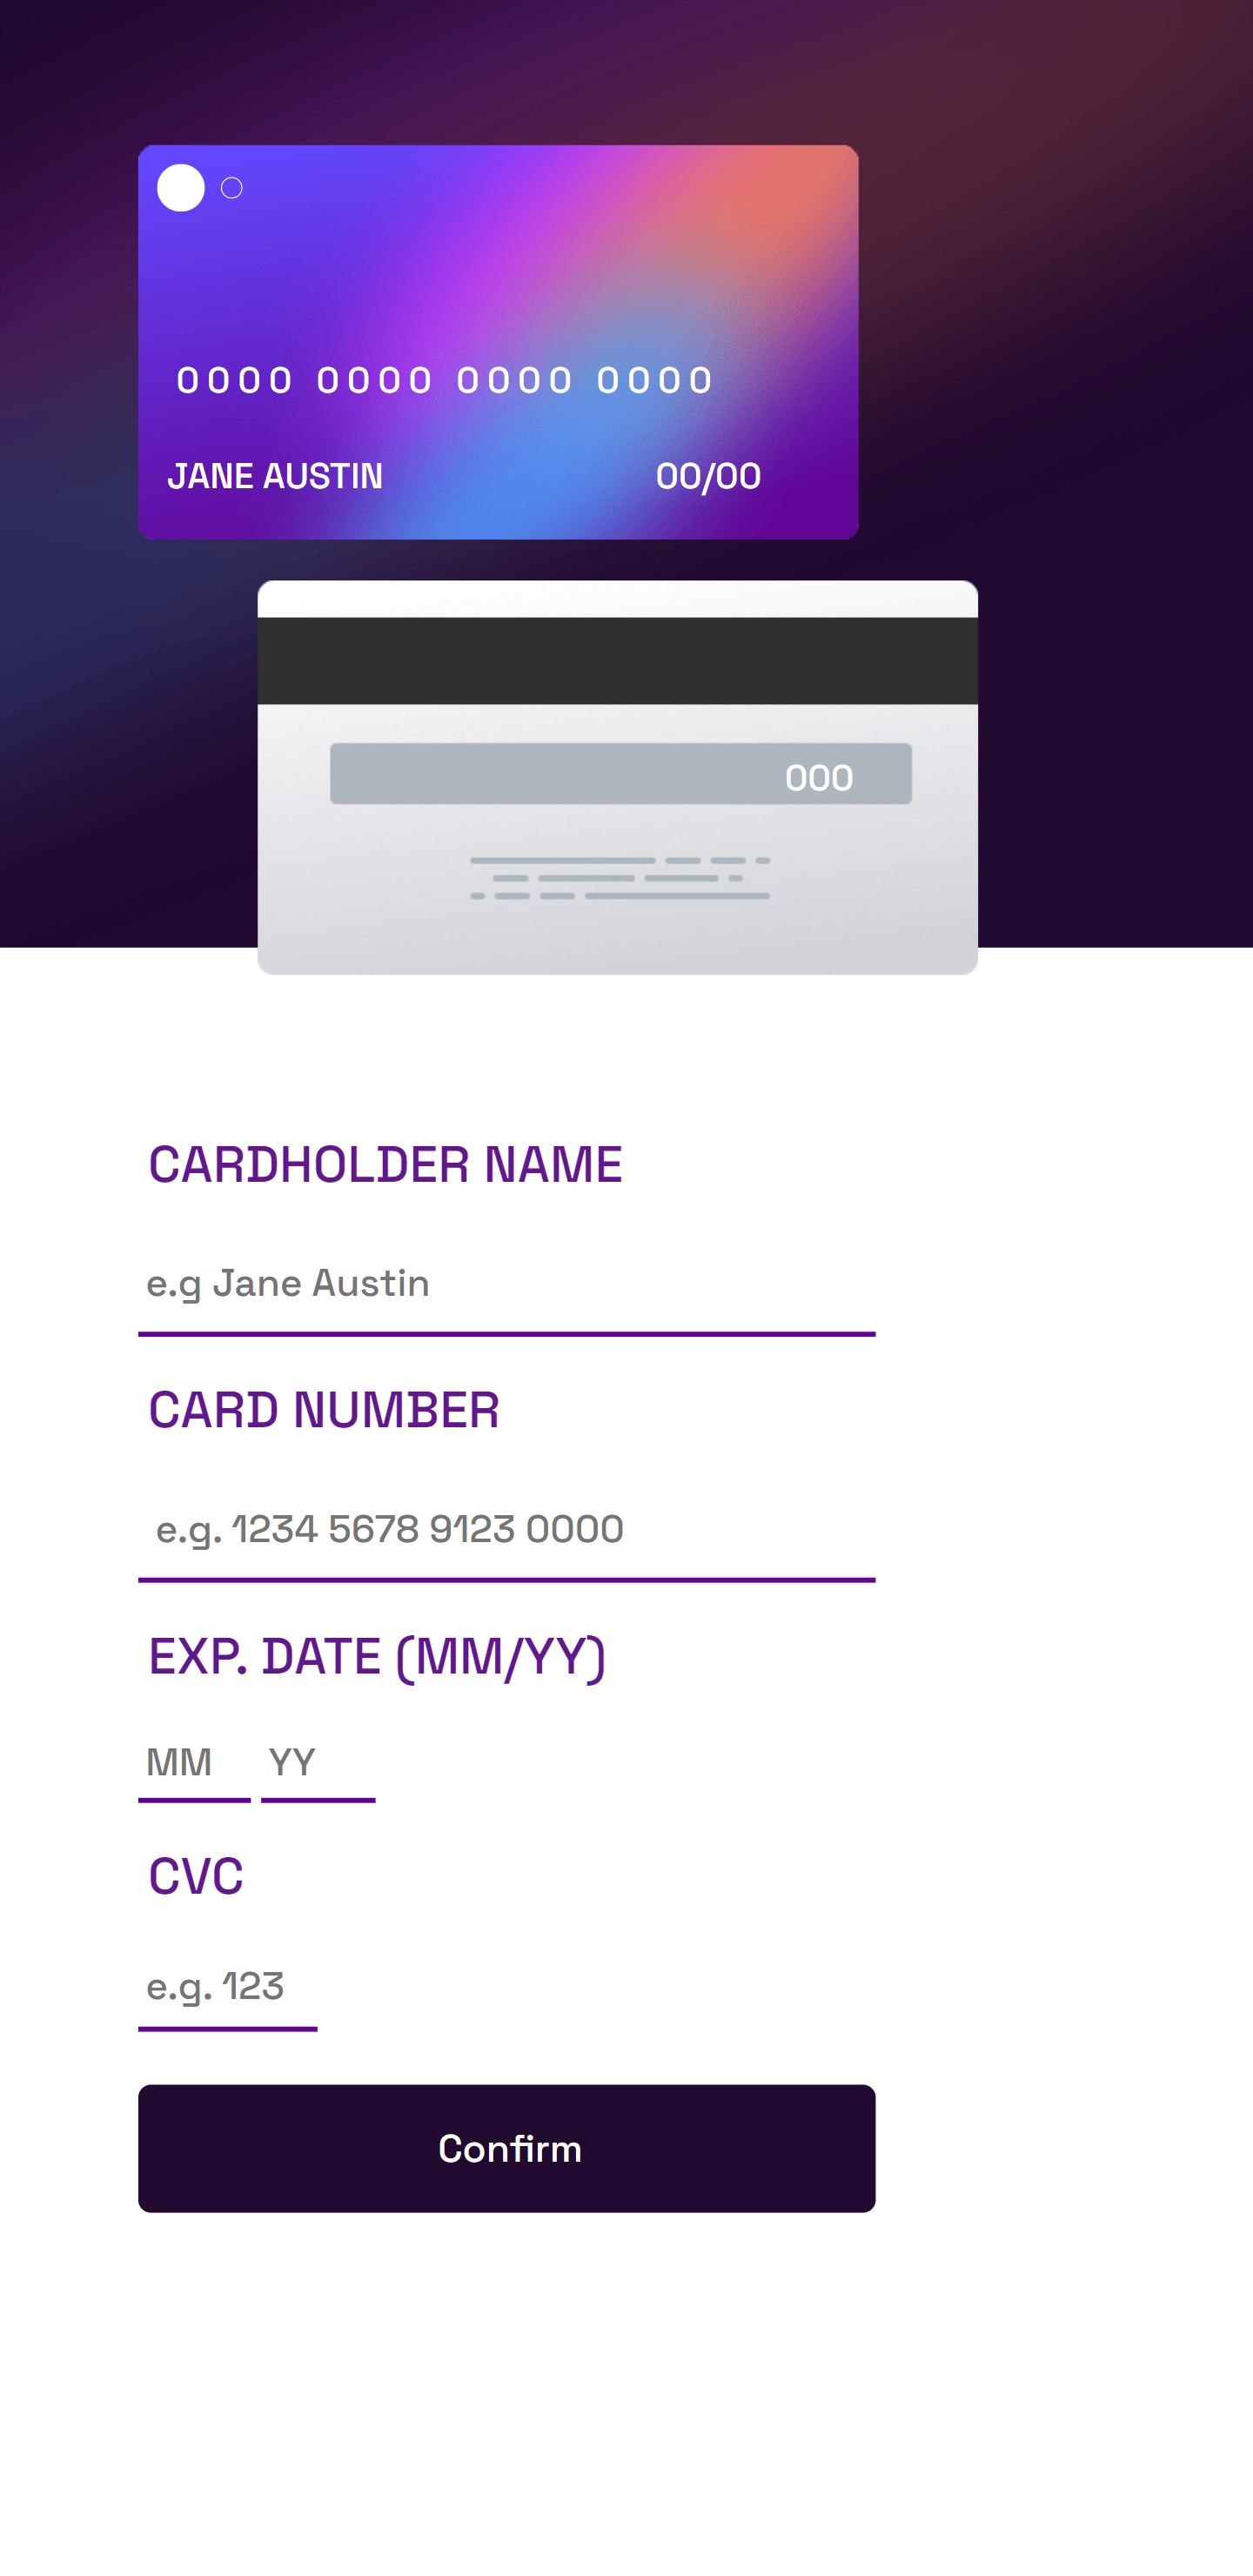 0000 0000 0000 0000
JANE AUSTIN 00/00
000
CARDHOLDER NAME
e.g Jane Austin
CARD NUMBER
e.g. 1234 5678 9123 0000
EXP. DATE (MM/YY)
MM YY
CVC
e.g. 123
Confirm